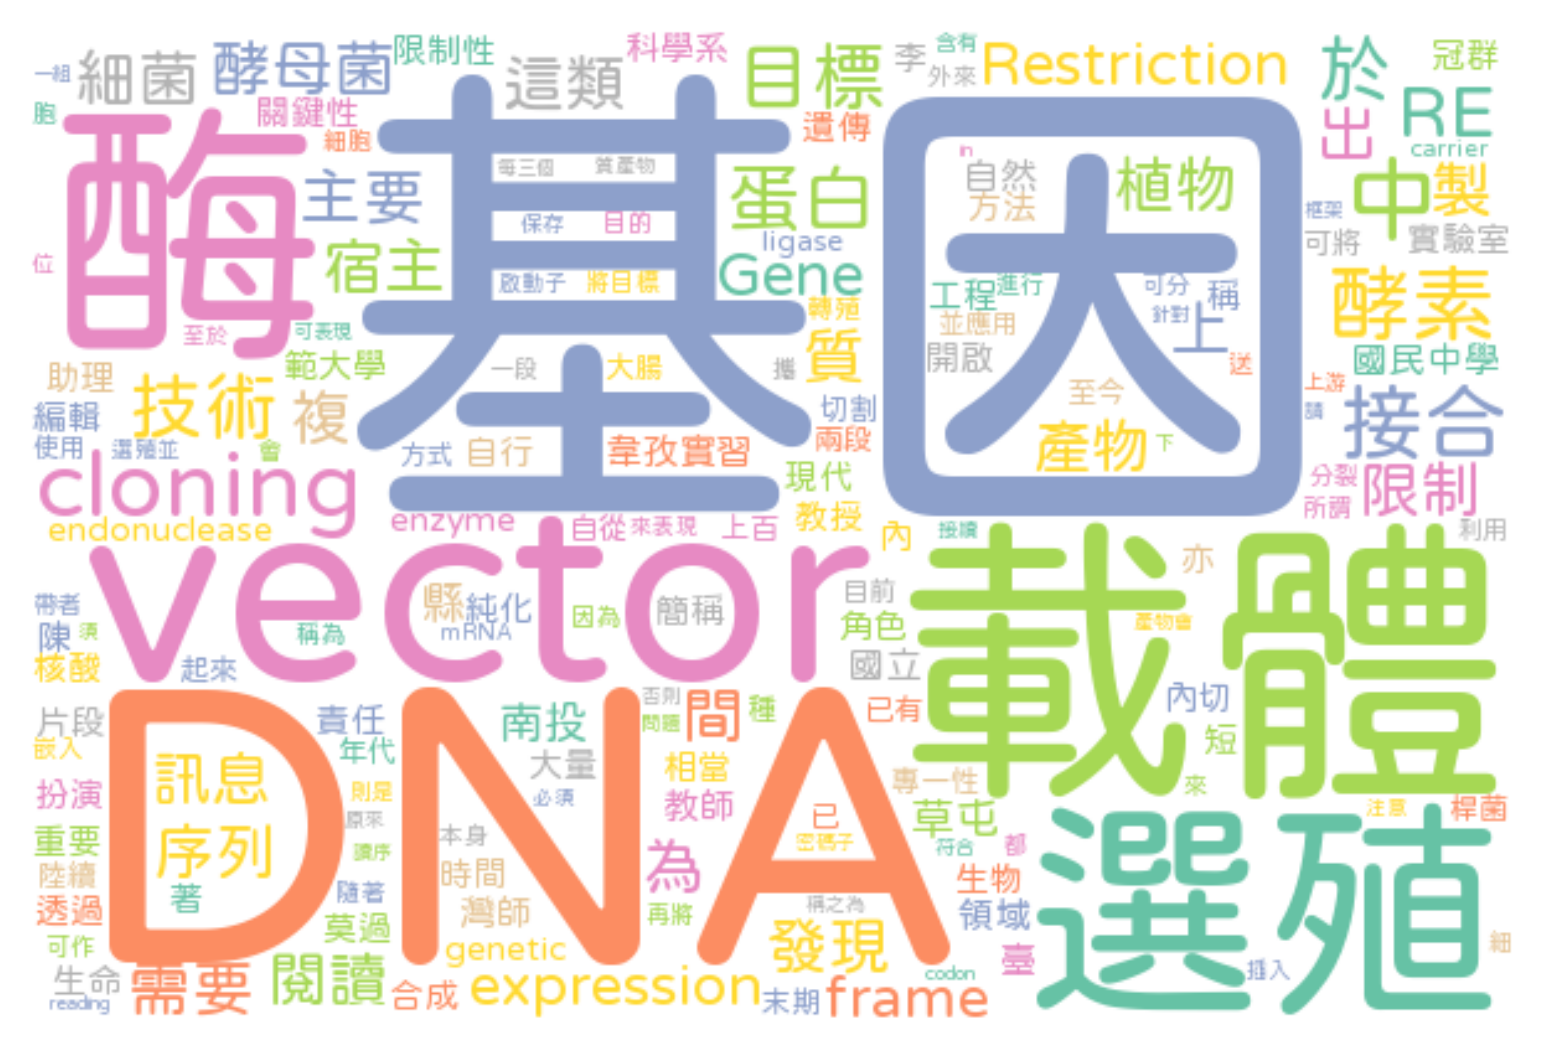 一組
細菌
酵母菌
限制性
這類
科學系
目標
李
含有
外來
Restriction
於
冠群
胞
關鍵性
細胞
遺傳
出
RE
carrier
酶
基因
主要
每三個
質產物
蛋白
in
自然
方法
植物
中
製
保存
目的
ligase
框架
可將
實驗室
位
宿主
啟動子
將目標
Gene
工程
進行
可分
稱
酵素
至於
可表現
轉殖
並應用
針對
上
助理
範大學
一段
大腸
攜
質
開啟
送
國民中學
編輯
技術
複
切割
至今
上游
請
接合
使用
選殖並
會
方式
自行
韋孜實習
兩段
產物
下
cloning
現代
分裂
限制
endonuclease
enzyme
自從
來表現
上百
教授
內
接續
所謂
利用
vector
載體
亦
帶者
陳
須
稱為
縣
純化
mRNA
因為
簡稱
目前
角色
產物會
核酸
起來
國立
內切
片段
嵌入
責任
年代
南投
大量
否則
問題
間
種
已有
短
DNA
訊息
序列
著
扮演
則是
必須
相當
教師
專一性
來
重要
原來
讀序
本身
已
密碼子
草屯
符合
都
注意
桿菌
選殖
陸續
透過
隨著
時間
灣師
為
再將
稱之為
生物
領域
可作
莫過
genetic
發現
臺
細
生命
reading
需要
閱讀
合成
expression
末期
frame
codon
插入